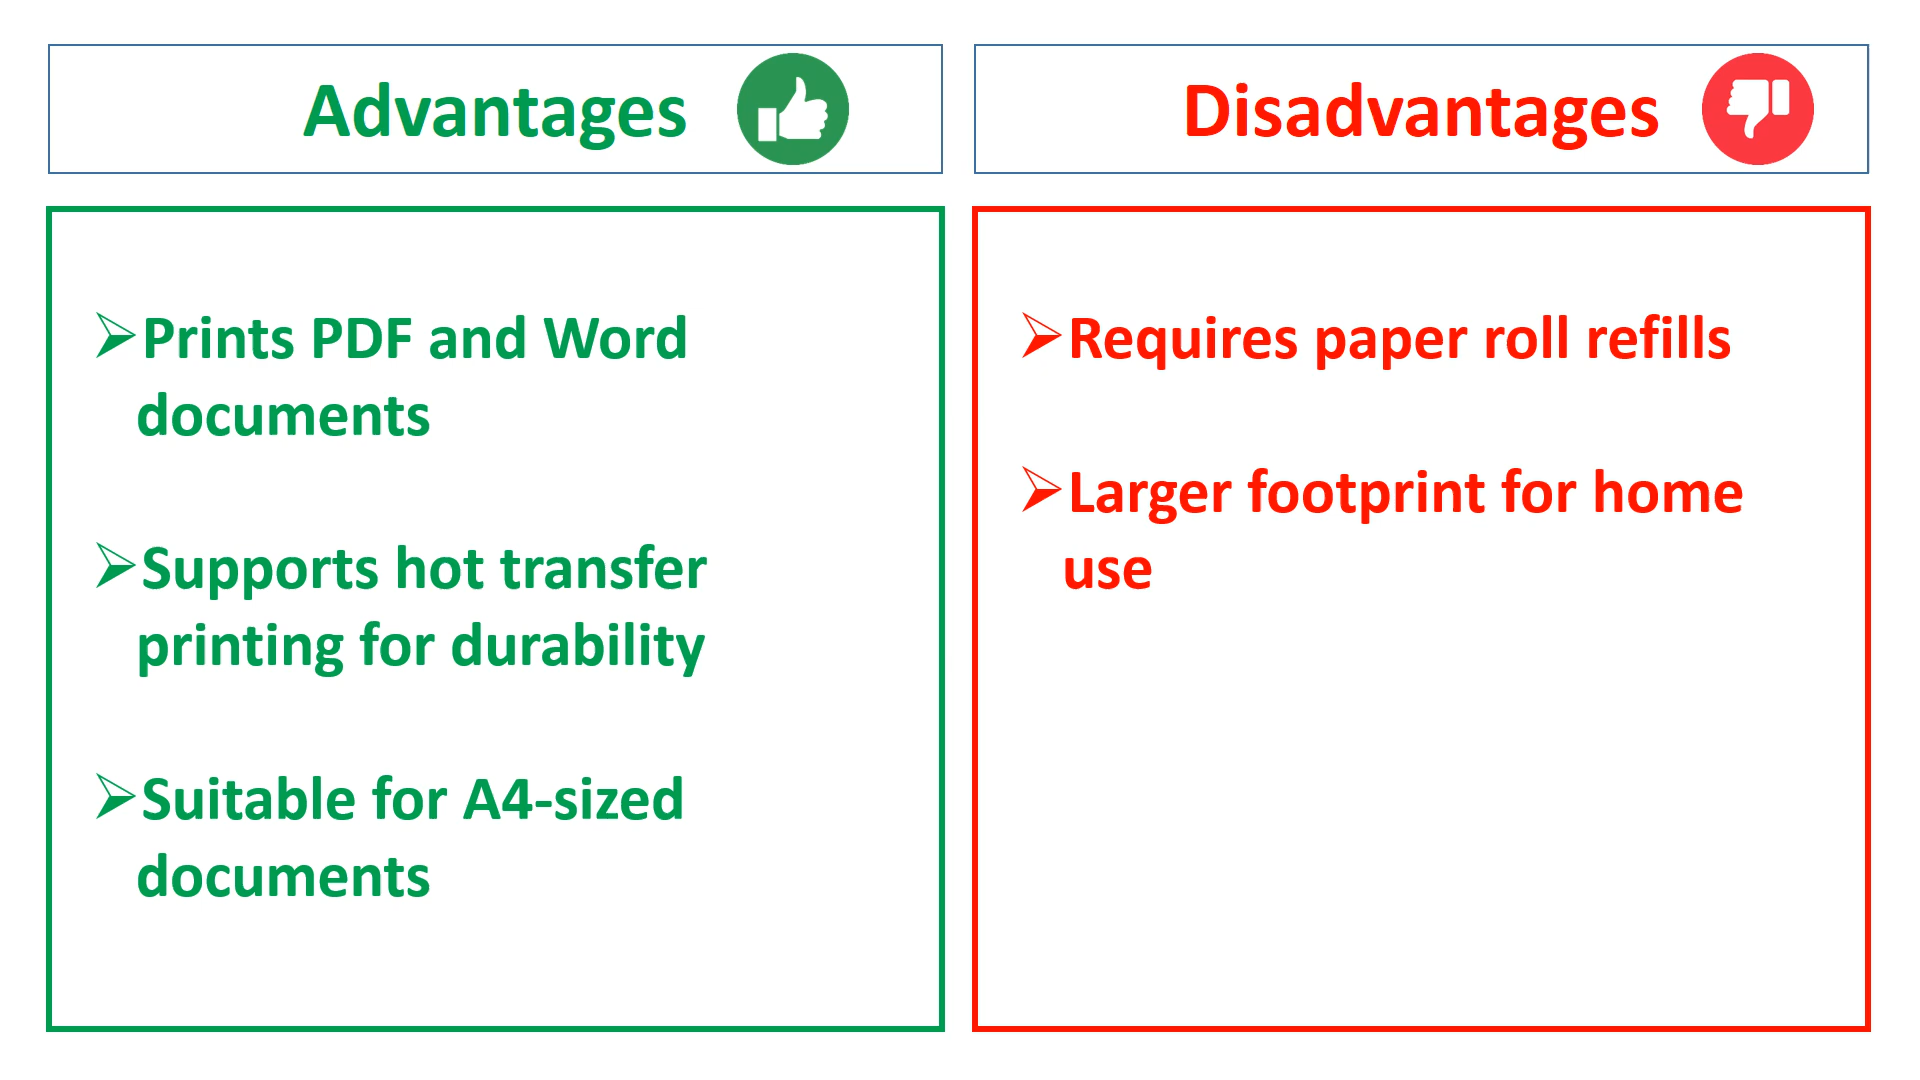 Advantages
Disadvantages
Prints PDF and Word
documents
Supports hot transfer
printing for durability
Suitable for A4-sized
documents
Requires paper roll refills
Larger footprint for home
use